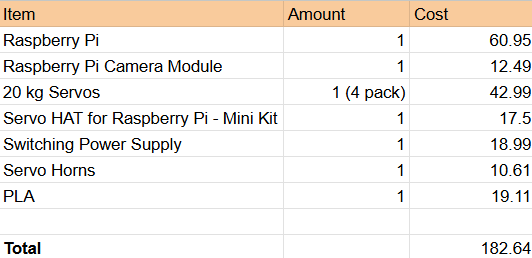 Item Amount Cost
Raspberry Pi 1 60.95
Raspberry Pi Camera Module 1 12.49
20 kg Servos 1 (4 pack) 42.99
Servo HAT for Raspberry Pi - Mini Kit 1 17.5
Switching Power Supply 1 18.99
Servo Horns 1 10.61
PLA 1 19.11
Total 182.64